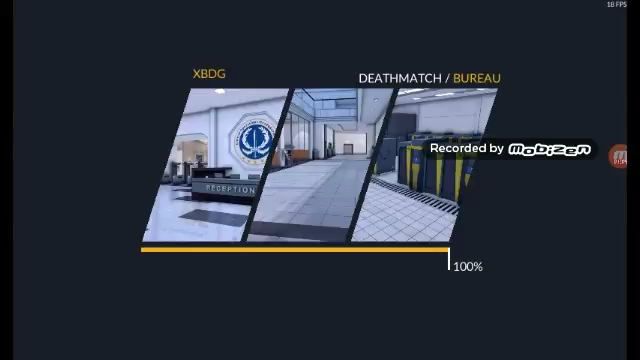 18 FPS
XBDG
DEATHMATCH / BUREAU
Recorded by mobizen
RECEPTION
100%